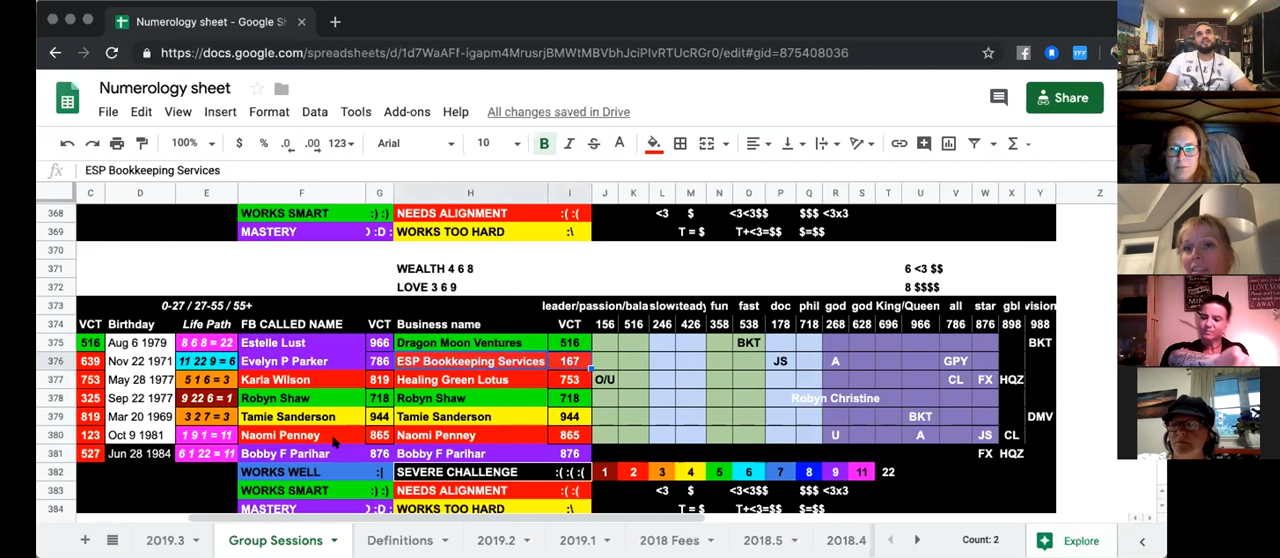 Numerology sheet - Google Sh
https://docs.google.com/spreadsheets/d/1d7WaAFf-igapm4MrusrjBMWtMBVbhJciPlvRTUcRGr0/edit#gid=875408036
Numerology sheet
File Edit View Insert Format Data Tools Add-ons Help All changes saved in Drive
Share
100% $ % .0 .00 123 Arial 10 B I S A
fx ESP Bookkeeping Services
C D E F G H I J K L M N O P Q R S T U V W X Y Z
368 WORKS SMART :) :) NEEDS ALIGNMENT :( :( <3 $ <3<3$$ $$$ <3x3
369 MASTERY :D :D WORKS TOO HARD :\ T = $ T+<3=$$ $=$$
370
371 WEALTH 4 6 8 6 <3 $$
372 LOVE 3 6 9 8 $$$$
373 0-27 / 27-55 / 55+ leader/passion/bala slow steady fun fast doc phil god god King/Queen all star gbl vision
374 VCT Birthday Life Path FB CALLED NAME VCT Business name VCT 156 516 246 426 358 538 178 718 268 628 696 966 786 876 898 988
375 516 Aug 6 1979 8 6 8 = 22 Estelle Lust 966 Dragon Moon Ventures 516 BKT BKT
376 639 Nov 22 1971 11 22 9 = 6 Evelyn P Parker 786 ESP Bookkeeping Services 167 JS A GPY
377 753 May 28 1977 5 1 6 = 3 Karla Wilson 819 Healing Green Lotus 753 O/U CL FX HQZ
378 325 Sep 22 1977 9 22 6 = 1 Robyn Shaw 718 Robyn Shaw 718 Robyn Christine
379 819 Mar 20 1969 3 2 7 = 3 Tamie Sanderson 944 Tamie Sanderson 944 BKT DMV
380 123 Oct 9 1981 1 9 1 = 11 Naomi Penney 865 Naomi Penney 865 U A JS CL
381 527 Jun 28 1984 6 1 22 = 11 Bobby F Parihar 876 Bobby F Parihar 876 FX HQZ
382 WORKS WELL :| SEVERE CHALLENGE :( :( :( 1 2 3 4 5 6 7 8 9 11 22
383 WORKS SMART :) :) NEEDS ALIGNMENT :( :( <3 $ <3<3$$ $$$ <3x3
384 MASTERY :D :D WORKS TOO HARD :\ T = $ T+<3=$$ $=$$
2019.3 Group Sessions Definitions 2019.2 2019.1 2018 Fees 2018.5 2018.4 Count: 2 Explore